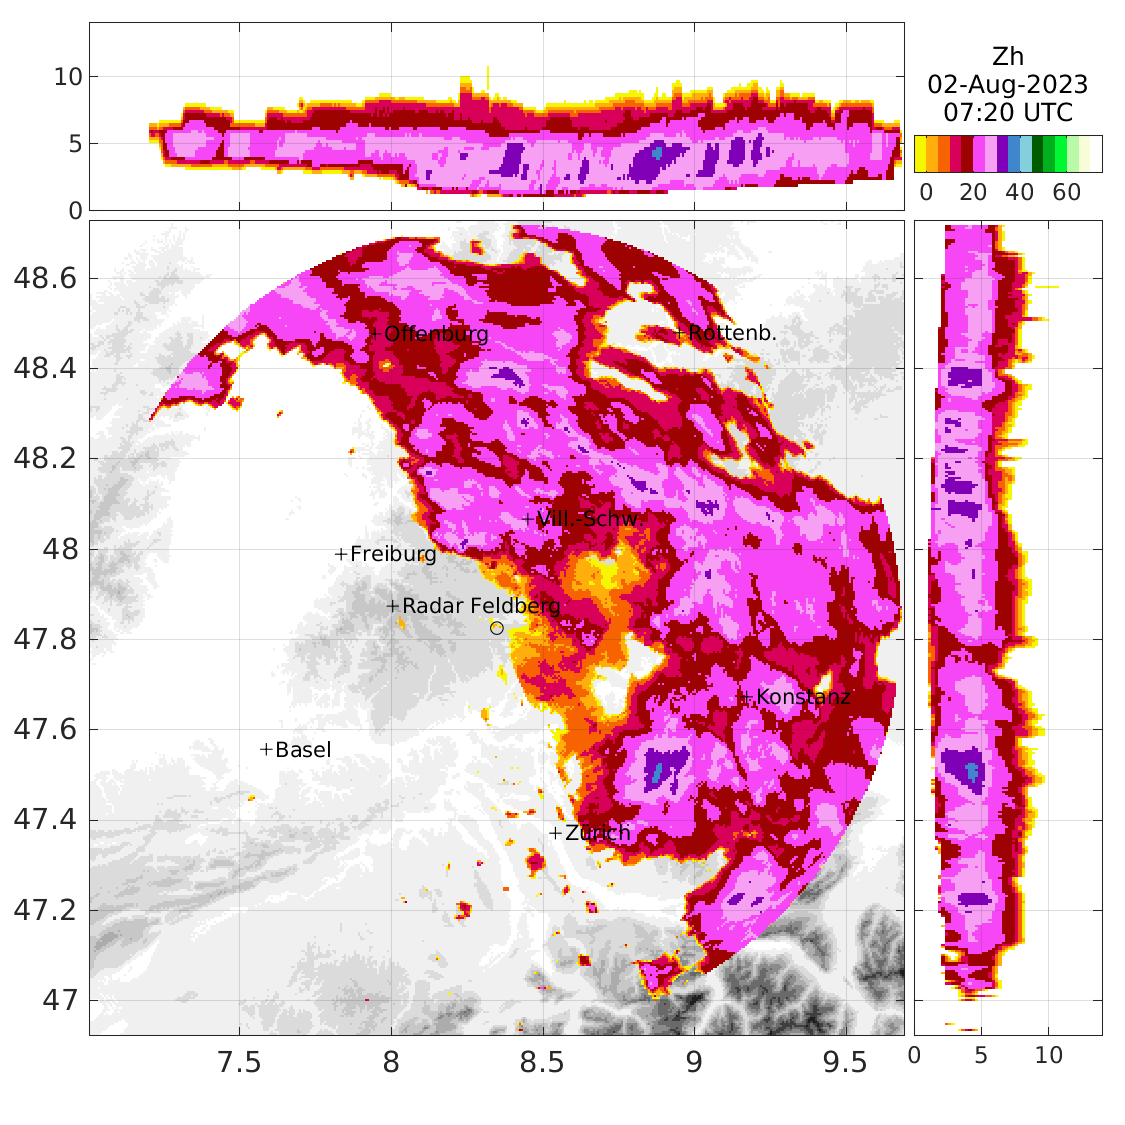 10
5
0
Zh
02-Aug-2023
07:20 UTC
0 20 40 60
48.6
48.4
48.2
48
47.8
47.6
47.4
47.2
47
+Offenburg
+Rottenb.
+Vill.-Schw.
+Freiburg
+Radar Feldberg
+Konstanz
+Basel
+Zürich
7.5 8 8.5 9 9.5
0 5 10